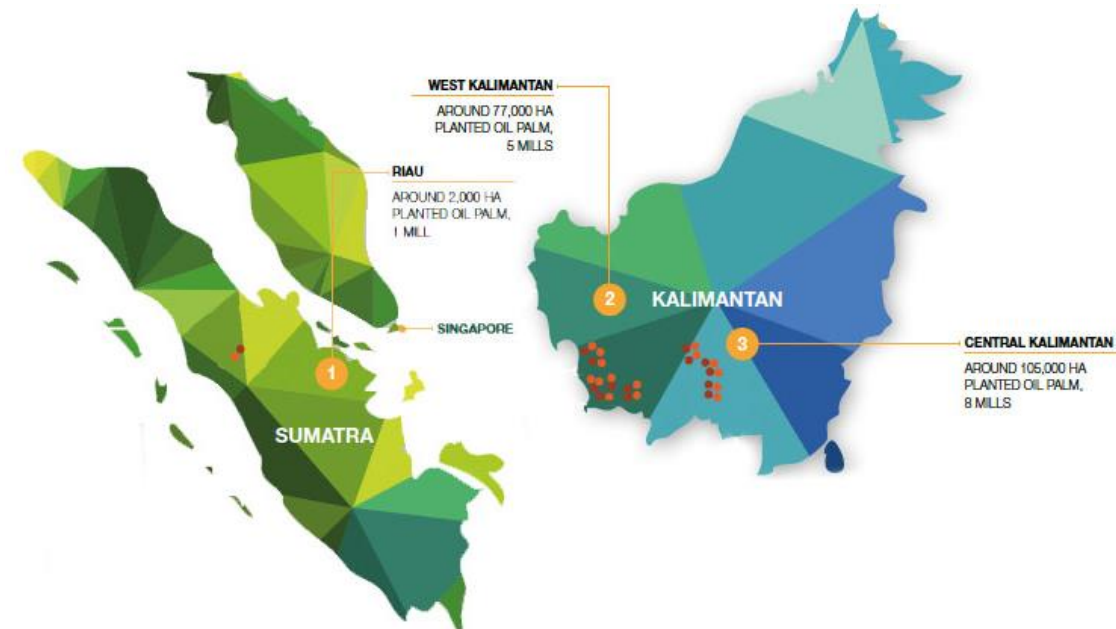 WEST KALIMANTAN
AROUND 77,000 HA
PLANTED OIL PALM,
5 MILLS
RIAU
AROUND 2,000 HA
PLANTED OIL PALM,
1 MILL
SINGAPORE
1
SUMATRA
2
KALIMANTAN
3
CENTRAL KALIMANTAN
AROUND 105,000 HA
PLANTED OIL PALM,
8 MILLS